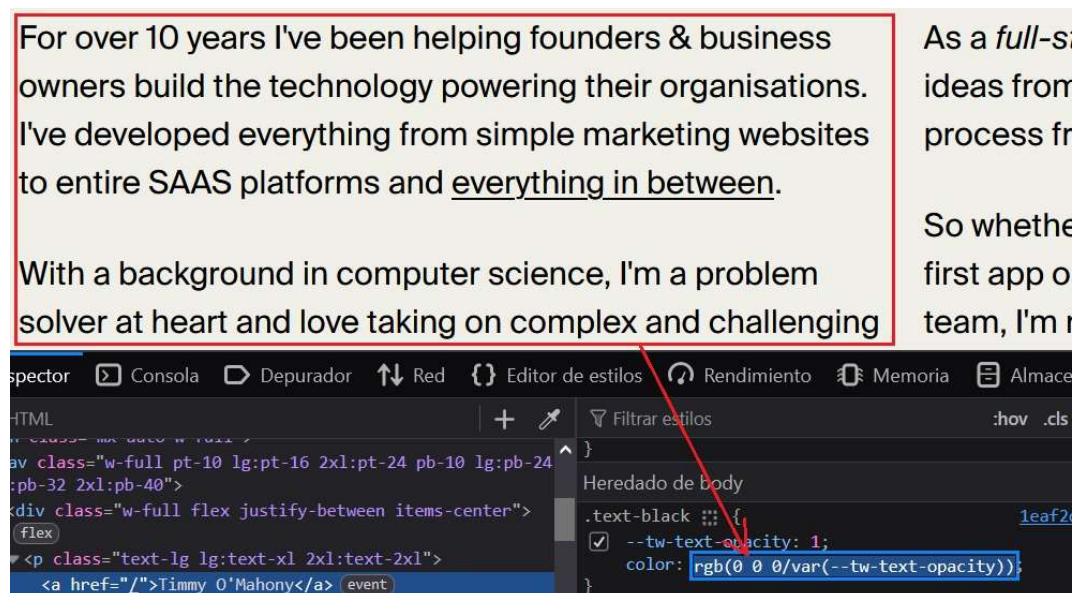 For over 10 years I've been helping founders & business
owners build the technology powering their organisations.
I've developed everything from simple marketing websites
to entire SAAS platforms and everything in between.
With a background in computer science, I'm a problem
solver at heart and love taking on complex and challenging
As a full-st
ideas from
process fr
So whethe
first app o
team, I'm r
spector Consola Depurador Red {} Editor de estilos Rendimiento Memoria Almace
HTML + Filtrar estilos :hov .cls
av class="w-full pt-10 lg:pt-16 2xl:pt-24 pb-10 lg:pb-24
:pb-32 2xl:pb-40">
<div class="w-full flex justify-between items-center">
flex
<p class="text-lg lg:text-xl 2xl:text-2xl">
<a href="/">Timmy O'Mahony</a> event
}
Heredado de body
.text-black { 1eaf2c
--tw-text-opacity: 1;
color: rgb(0 0 0/var(--tw-text-opacity));
}